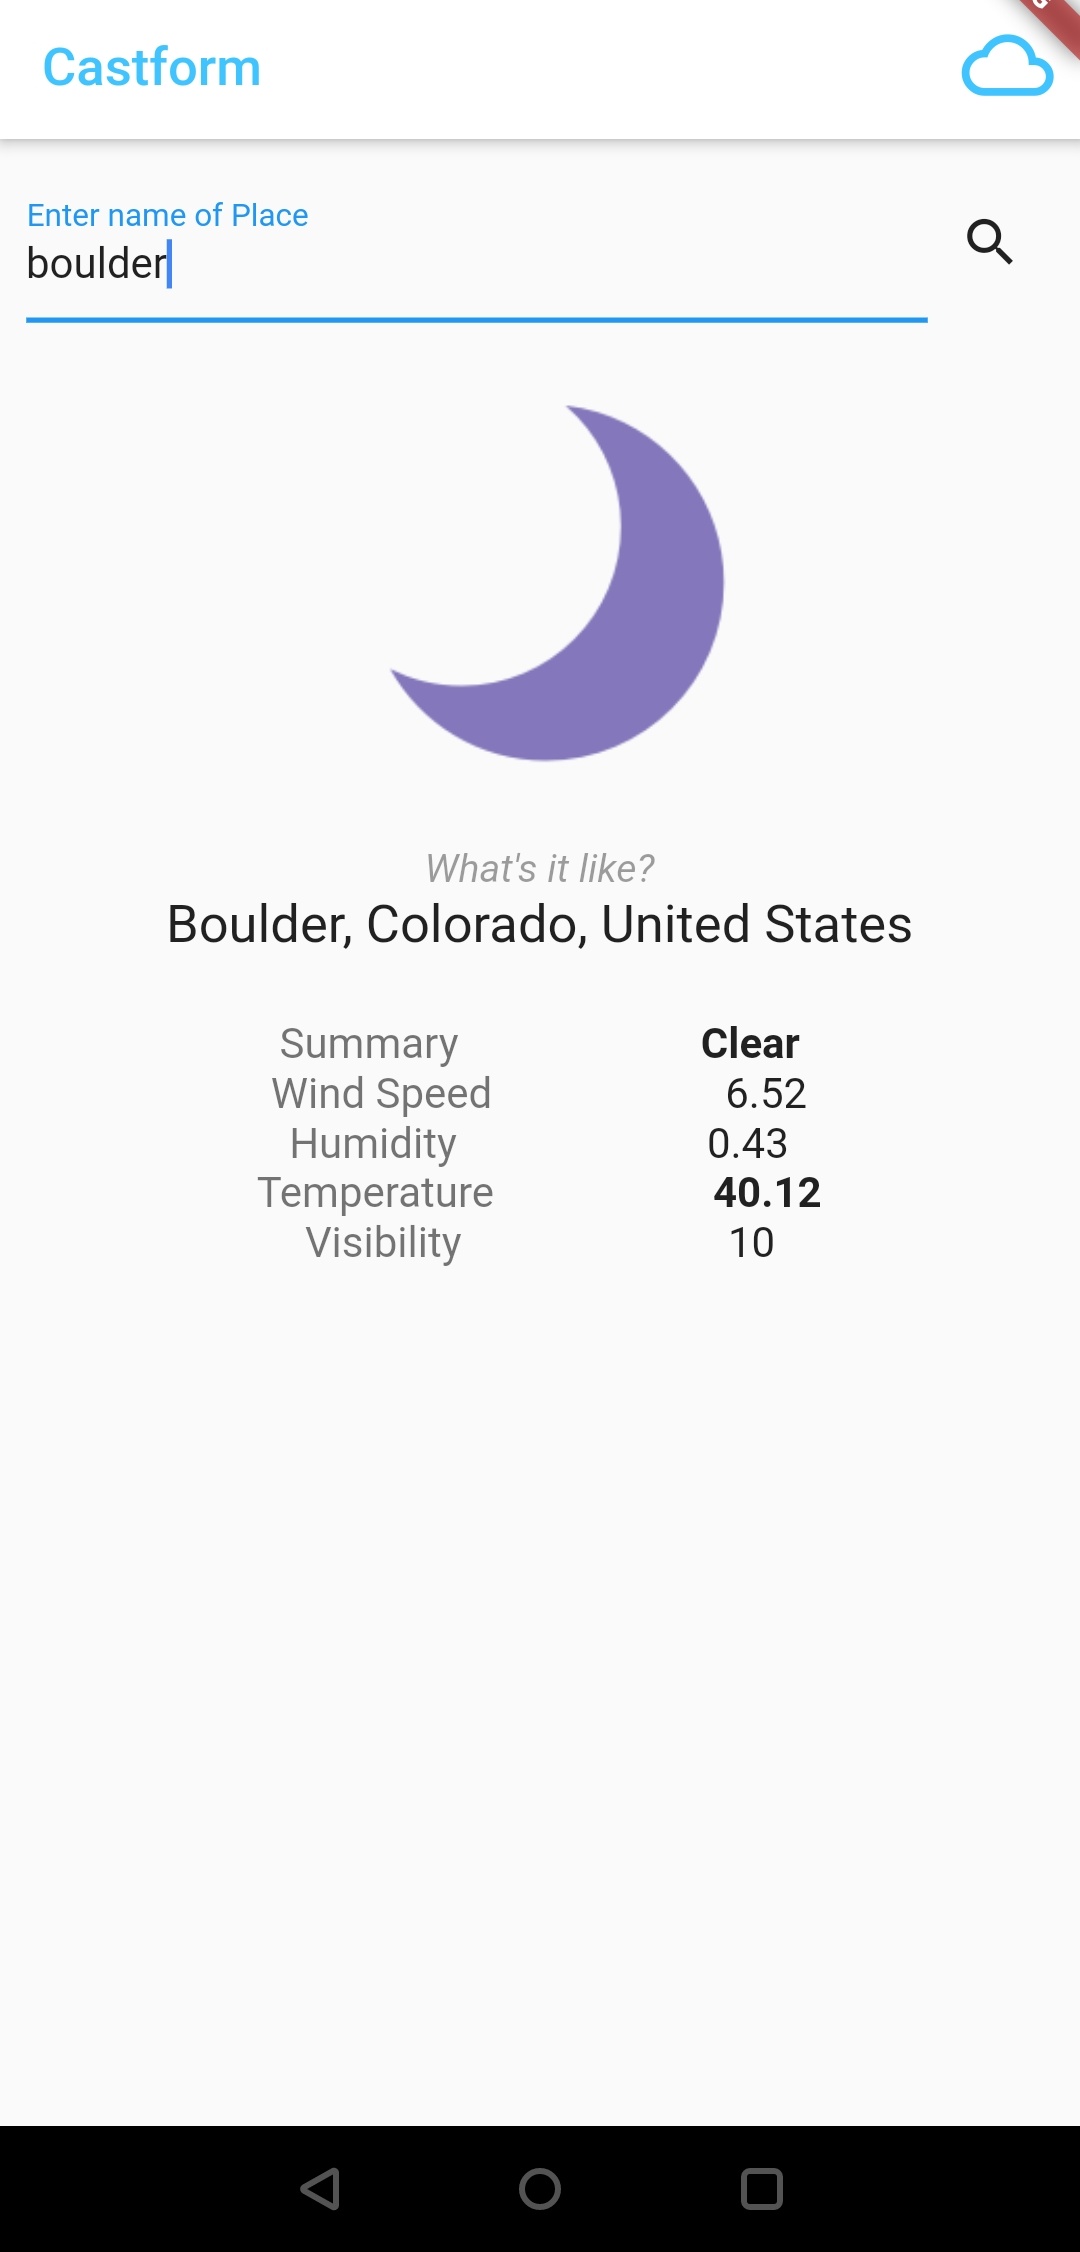 Castform
Enter name of Place
boulder
What's it like?
Boulder, Colorado, United States
Summary Clear
Wind Speed 6.52
Humidity 0.43
Temperature 40.12
Visibility 10